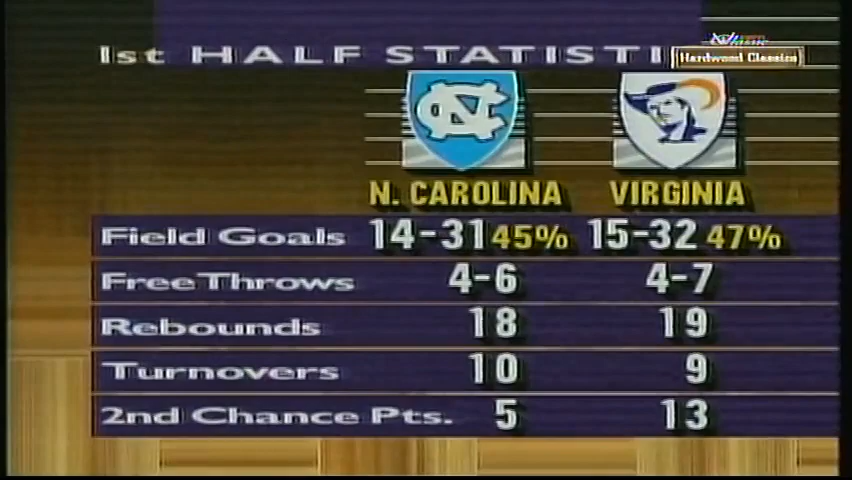 1st HALF STATISTI
Hardwood Classics
NC
N. CAROLINA VIRGINIA
Field Goals 14-31 45% 15-32 47%
Free Throws 4-6 4-7
Rebounds 18 19
Turnovers 10 9
2nd Chance Pts. 5 13